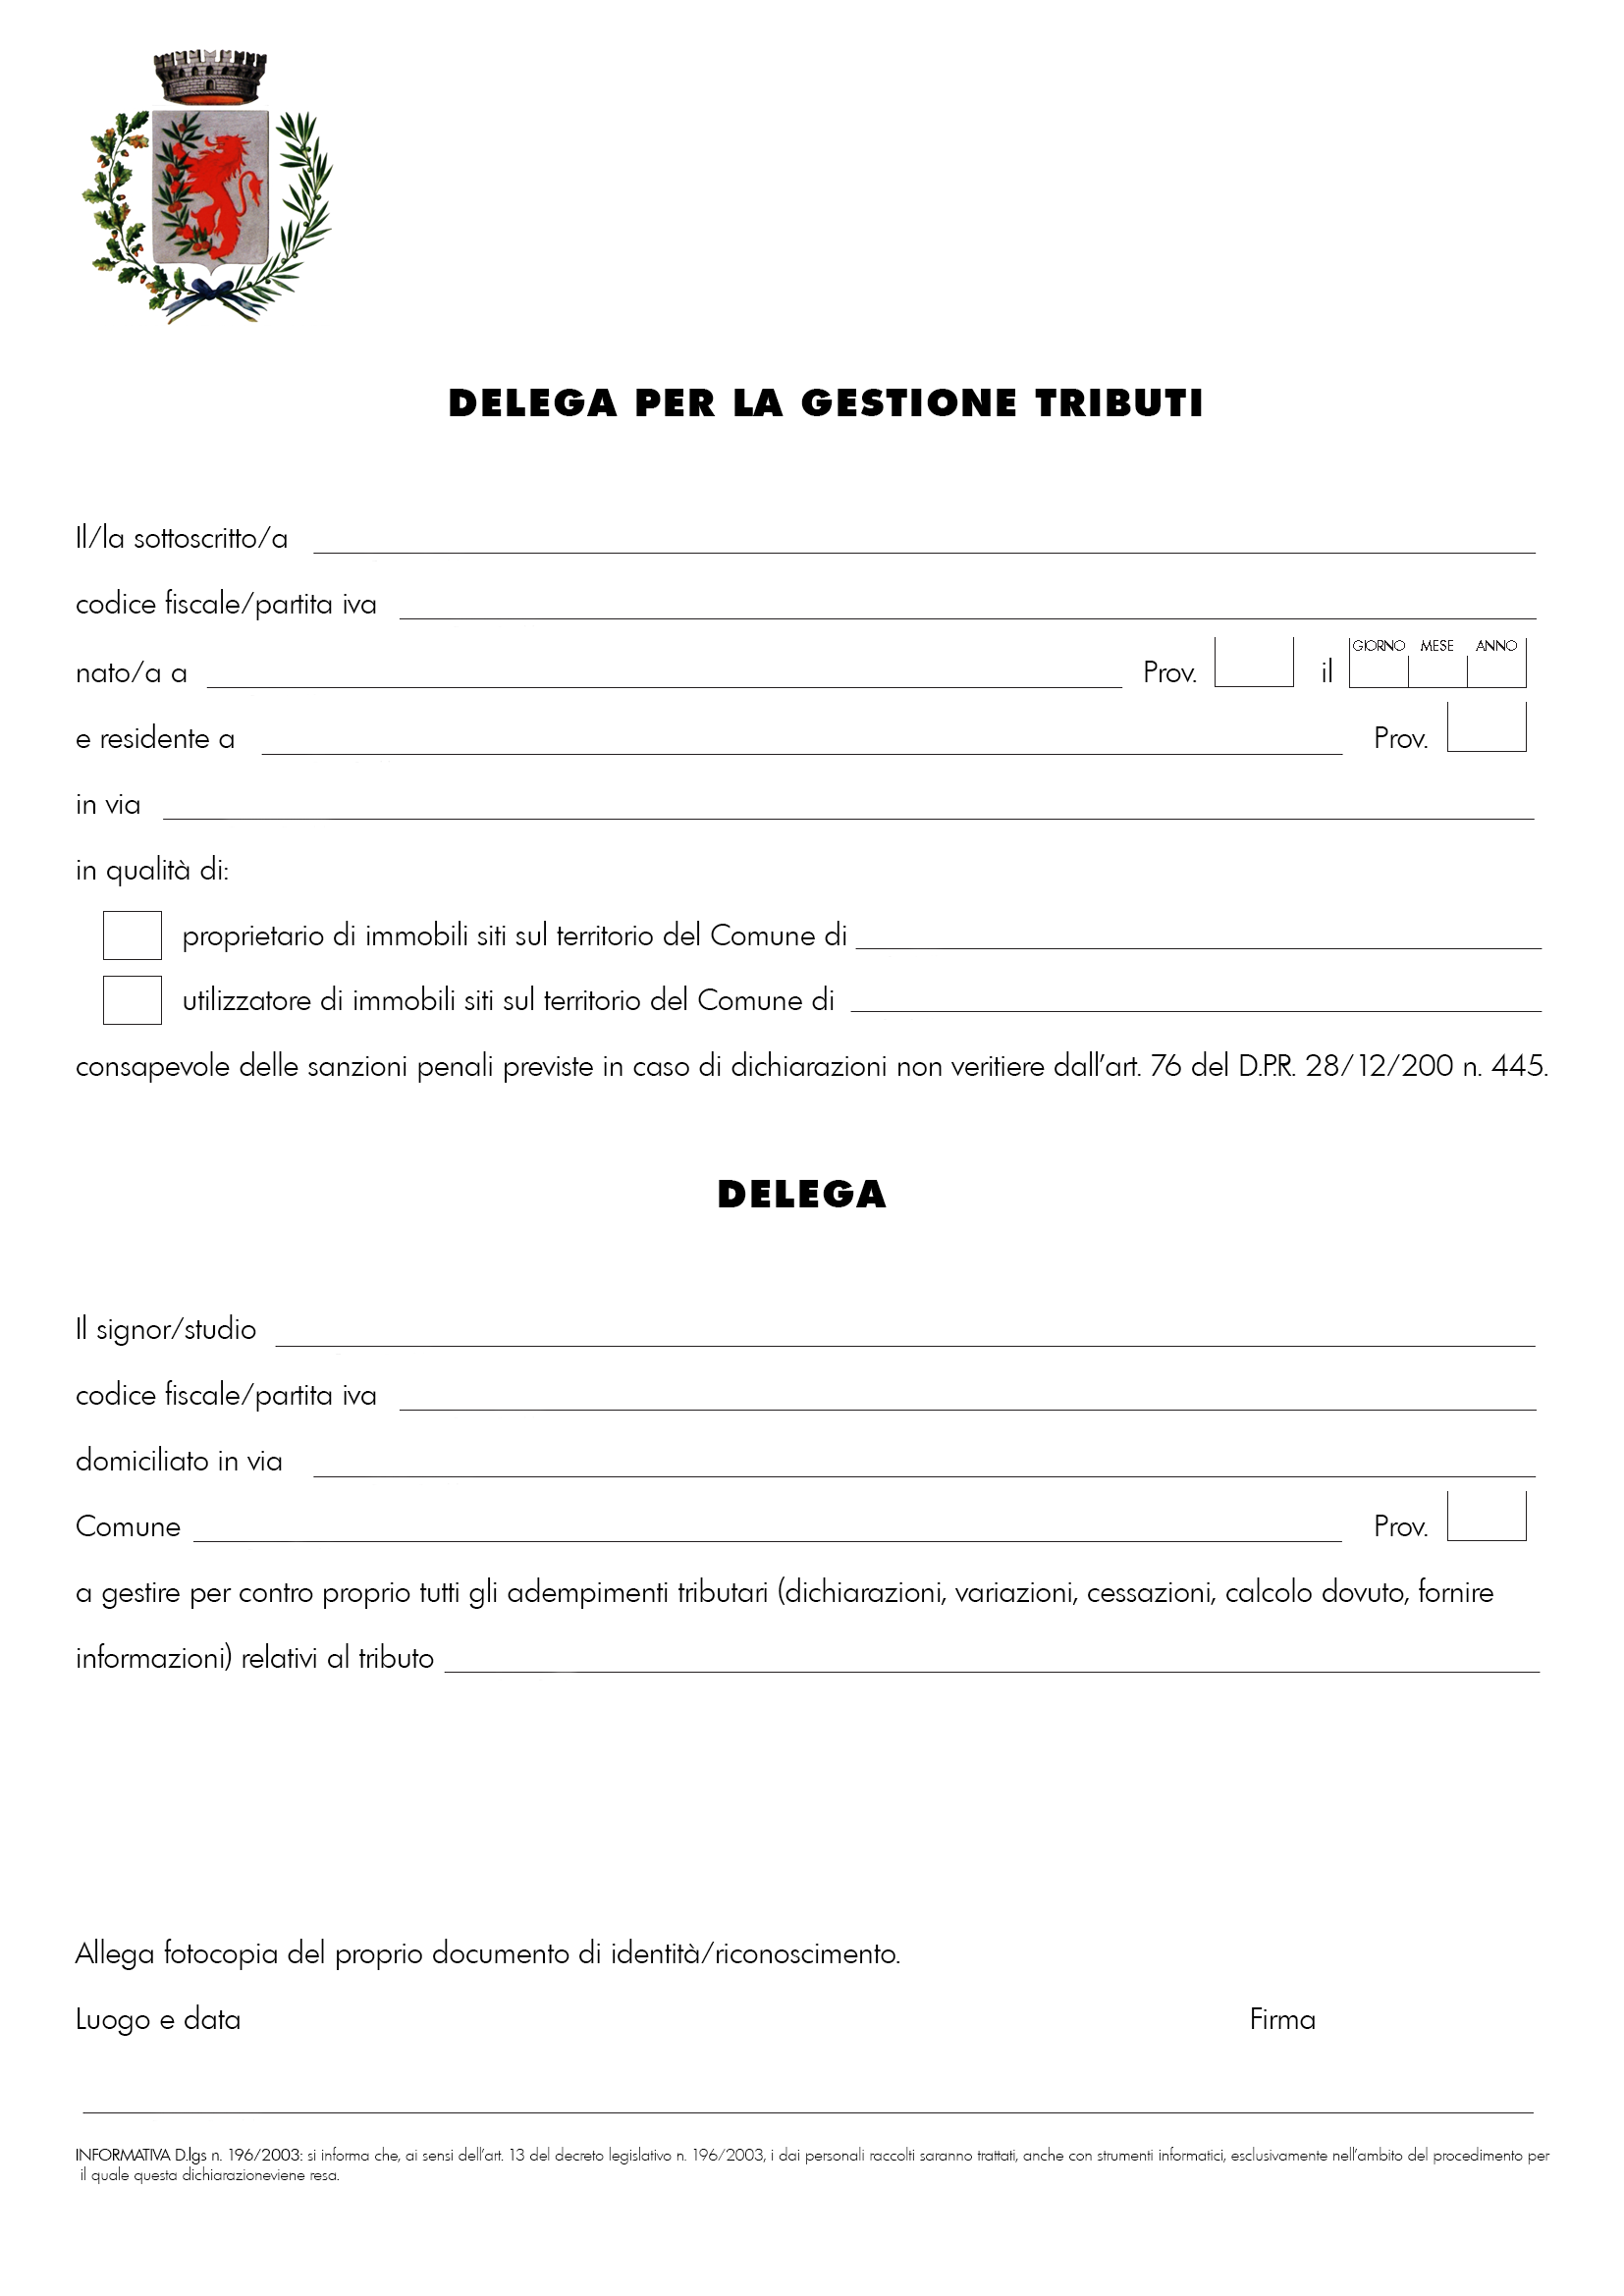 DELEGA PER LA GESTIONE TRIBUTI
Il/la sottoscritto/a
codice fiscale/partita iva
nato/a a Prov. il GIORNO MESE ANNO
e residente a Prov.
in via
in qualità di:
proprietario di immobili siti sul territorio del Comune di
utilizzatore di immobili siti sul territorio del Comune di
consapevole delle sanzioni penali previste in caso di dichiarazioni non veritiere dall'art. 76 del D.P.R. 28/12/200 n. 445.
DELEGA
Il signor/studio
codice fiscale/partita iva
domiciliato in via
Comune Prov.
a gestire per contro proprio tutti gli adempimenti tributari (dichiarazioni, variazioni, cessazioni, calcolo dovuto, fornire
informazioni) relativi al tributo
Allega fotocopia del proprio documento di identità/riconoscimento.
Luogo e data Firma
INFORMATIVA D.lgs n. 196/2003: si informa che, ai sensi dell'art. 13 del decreto legislativo n. 196/2003, i dai personali raccolti saranno trattati, anche con strumenti informatici, esclusivamente nell'ambito del procedimento per
il quale questa dichiarazioneviene resa.